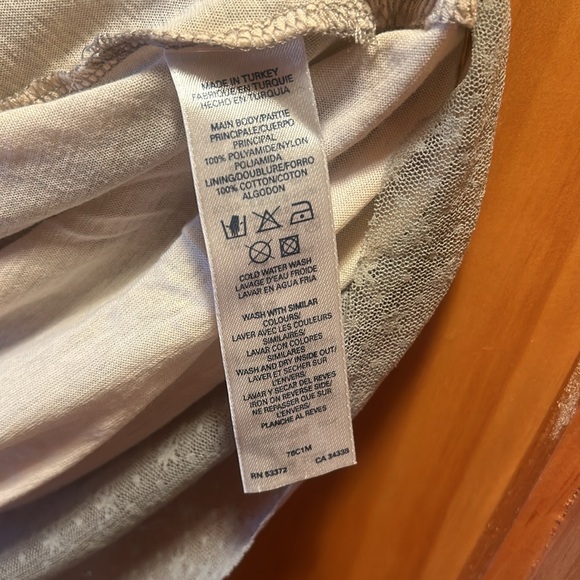 MADE IN TURKEY
FABRIQUE EN TURQUIE
HECHO EN TURQUIA
MAIN BODY/PARTIE
PRINCIPALE/CUERPO
PRINCIPAL
100% POLYAMIDE/NYLON
POLIAMIDA
LINING/DOUBLURE/FORRO
100% COTTON/COTON
ALGODON
COLD WATER WASH
LAVAGE D'EAU FROIDE
LAVAR EN AGUA FRIA
WASH WITH SIMILAR
COLOURS/
LAVER AVEC LES COULEURS
SIMILAIRES/
LAVAR CON COLORES
SIMILARES
WASH AND DRY INSIDE OUT/
LAVER ET SECHER SUR
L'ENVERS/
LAVAR Y SECAR DEL REVES
IRON ON REVERSE SIDE/
NE REPASSER QUE SUR
L'ENVERS/
PLANCHE AL REVES
78C1M
RN 53372 CA 34335